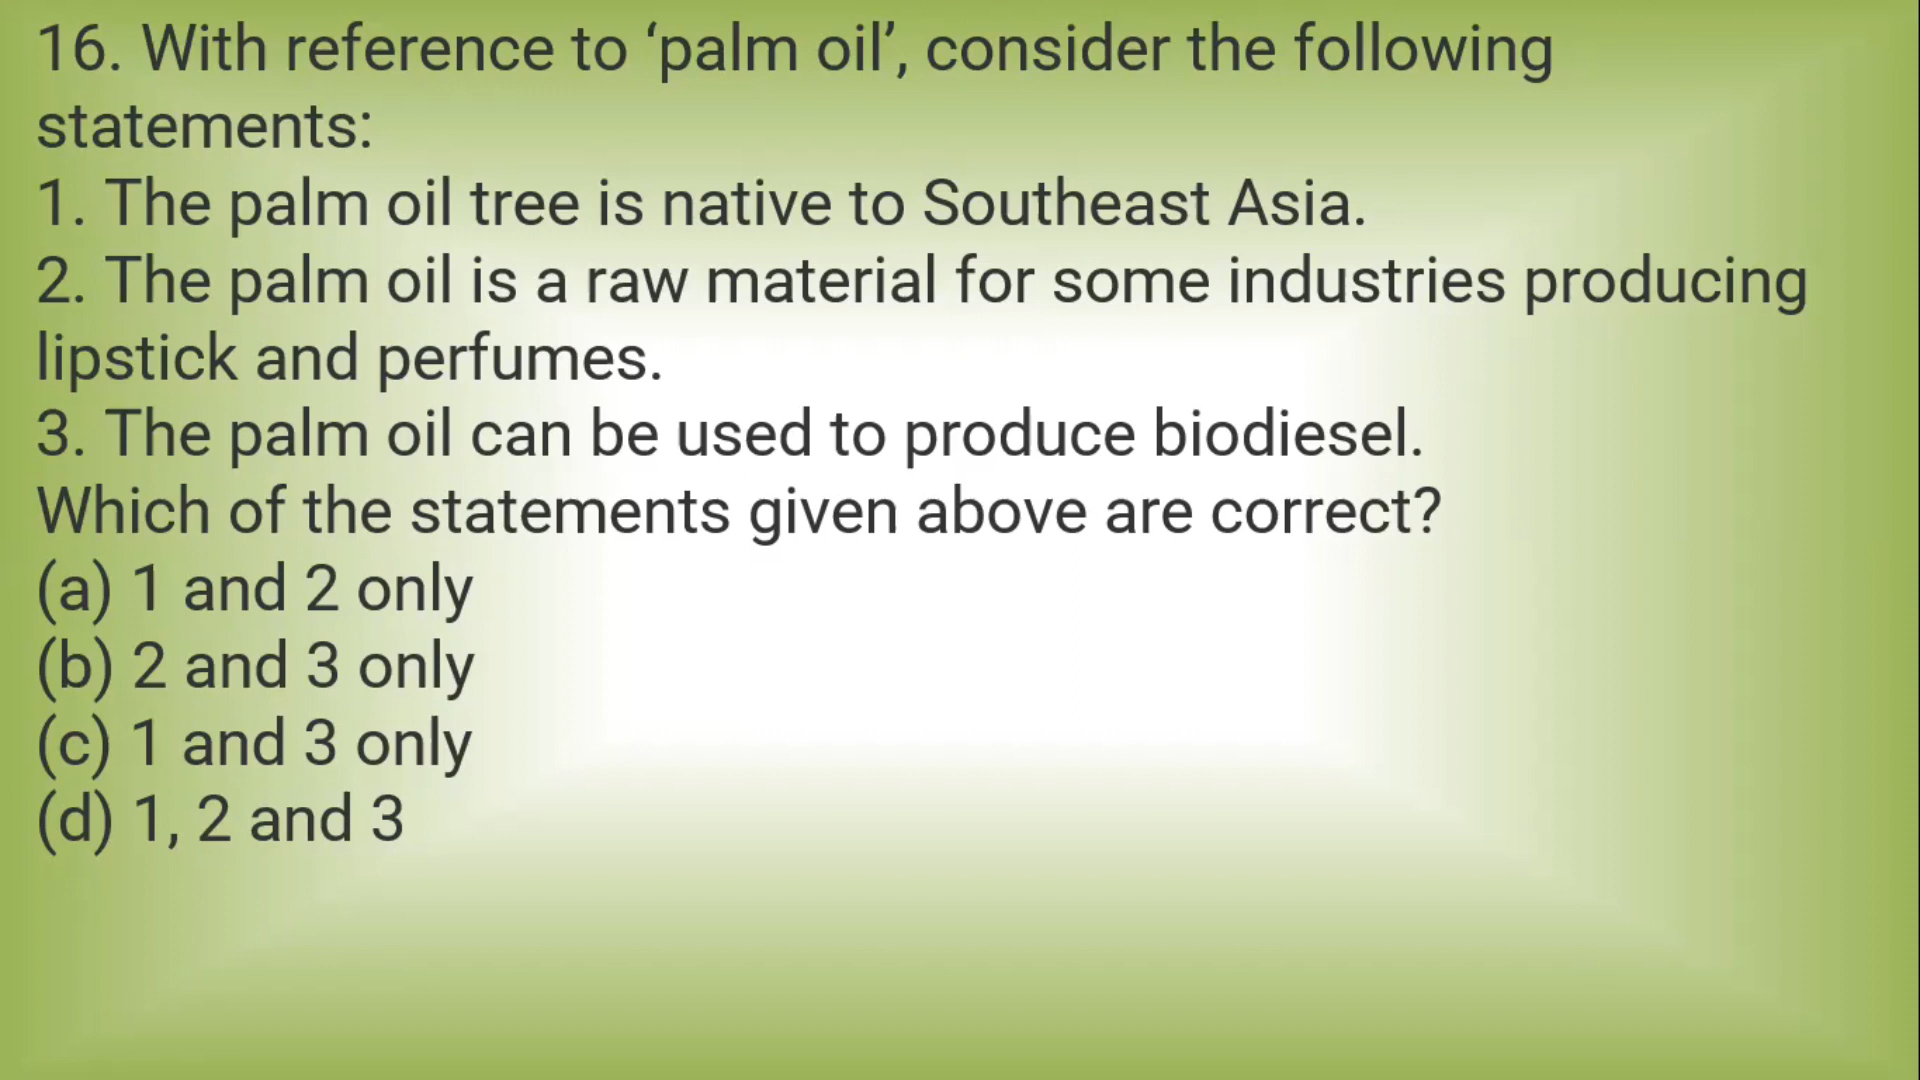 16. With reference to ‘palm oil’, consider the following
statements:
1. The palm oil tree is native to Southeast Asia.
2. The palm oil is a raw material for some industries producing
lipstick and perfumes.
3. The palm oil can be used to produce biodiesel.
Which of the statements given above are correct?
(a) 1 and 2 only
(b) 2 and 3 only
(c) 1 and 3 only
(d) 1, 2 and 3